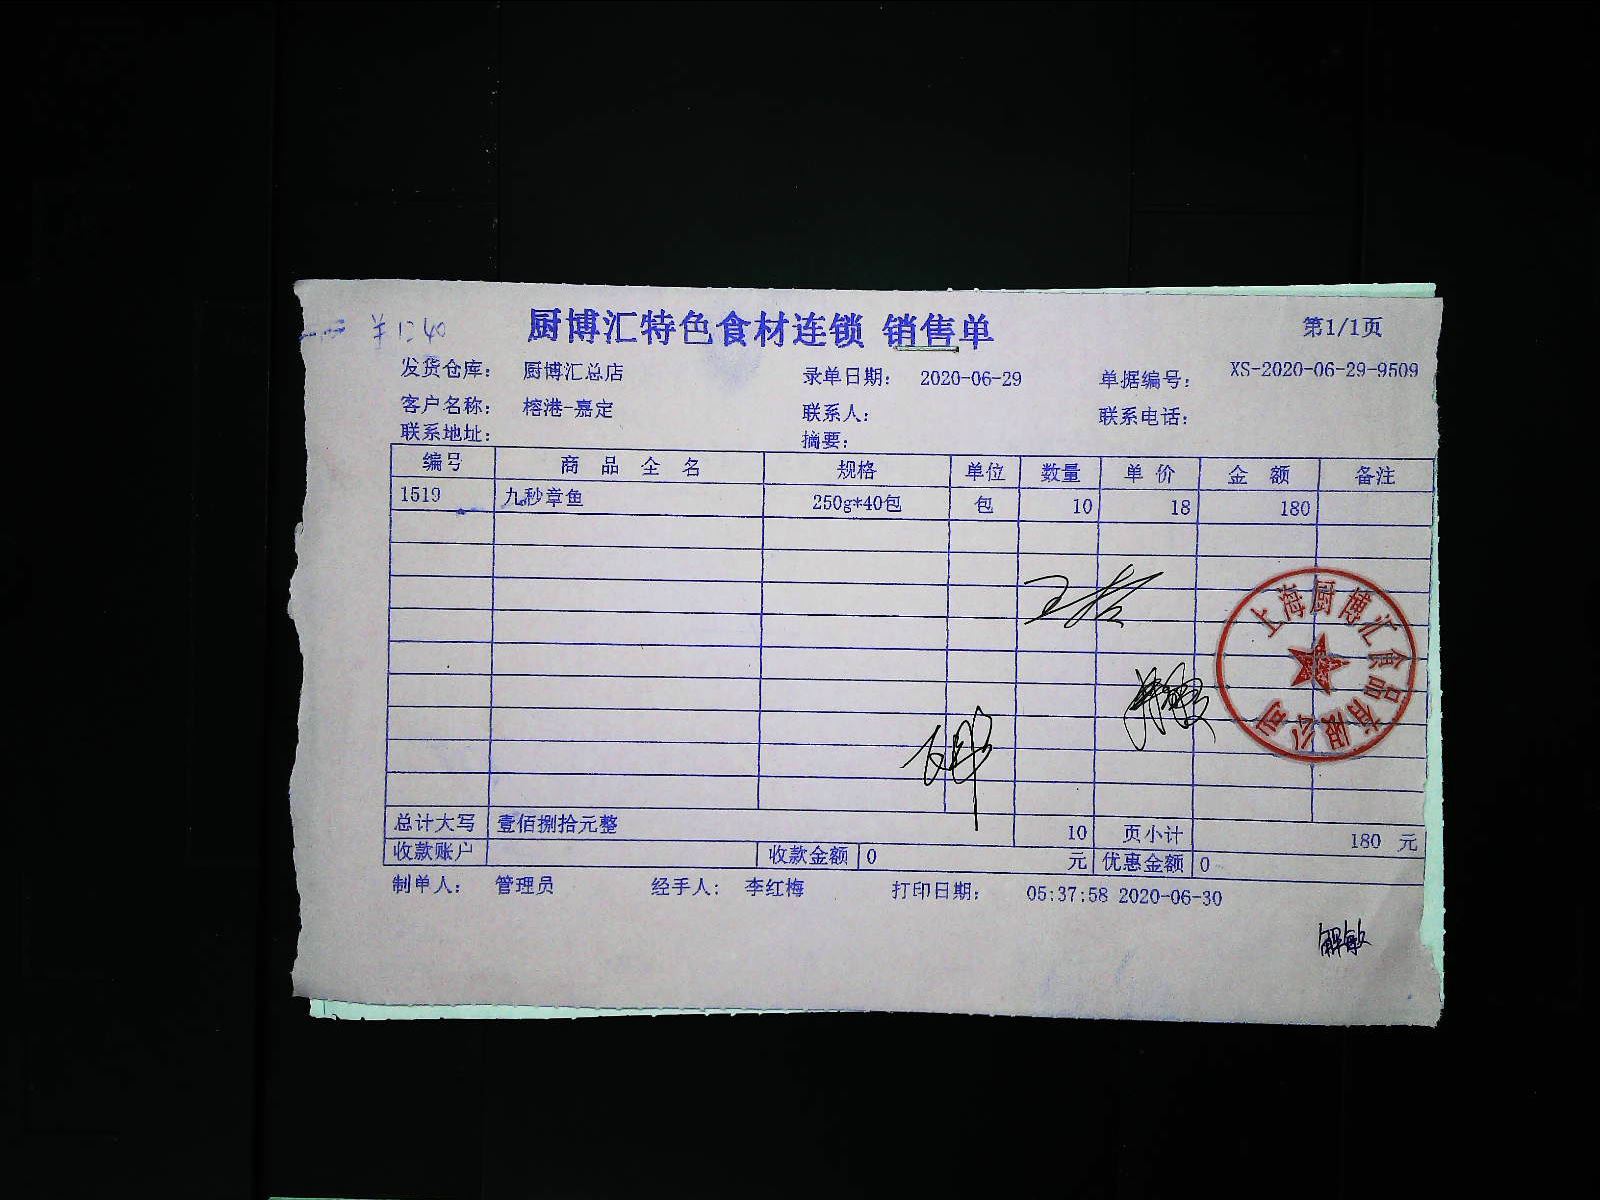 厨博汇特色食材连锁 销售单
第1/1页
¥1240
发货仓库： 厨博汇总店 录单日期： 2020-06-29 单据编号： XS-2020-06-29-9509
客户名称： 榕港-嘉定 联系人： 联系电话：
联系地址： 摘要：
编号 商品全名 规格 单位 数量 单价 金额 备注
1519 九秒章鱼 250g*40包 包 10 18 180
上海厨博汇食品有限公司
总计大写 壹佰捌拾元整 10 页小计 180 元
收款账户 收款金额 0 元 优惠金额 0
制单人： 管理员 经手人： 李红梅 打印日期： 05:37:58 2020-06-30
解敏